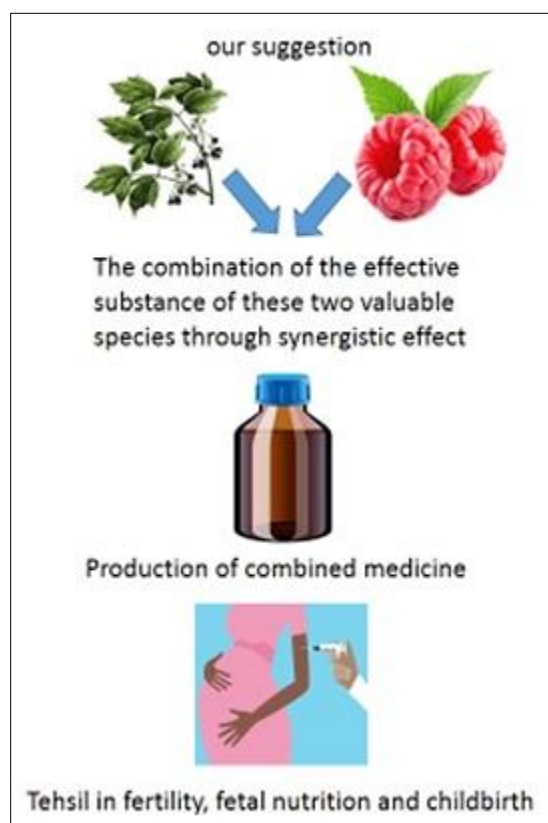 our suggestion
The combination of the effective
substance of these two valuable
species through synergistic effect
Production of combined medicine
Tehsil in fertility, fetal nutrition and childbirth